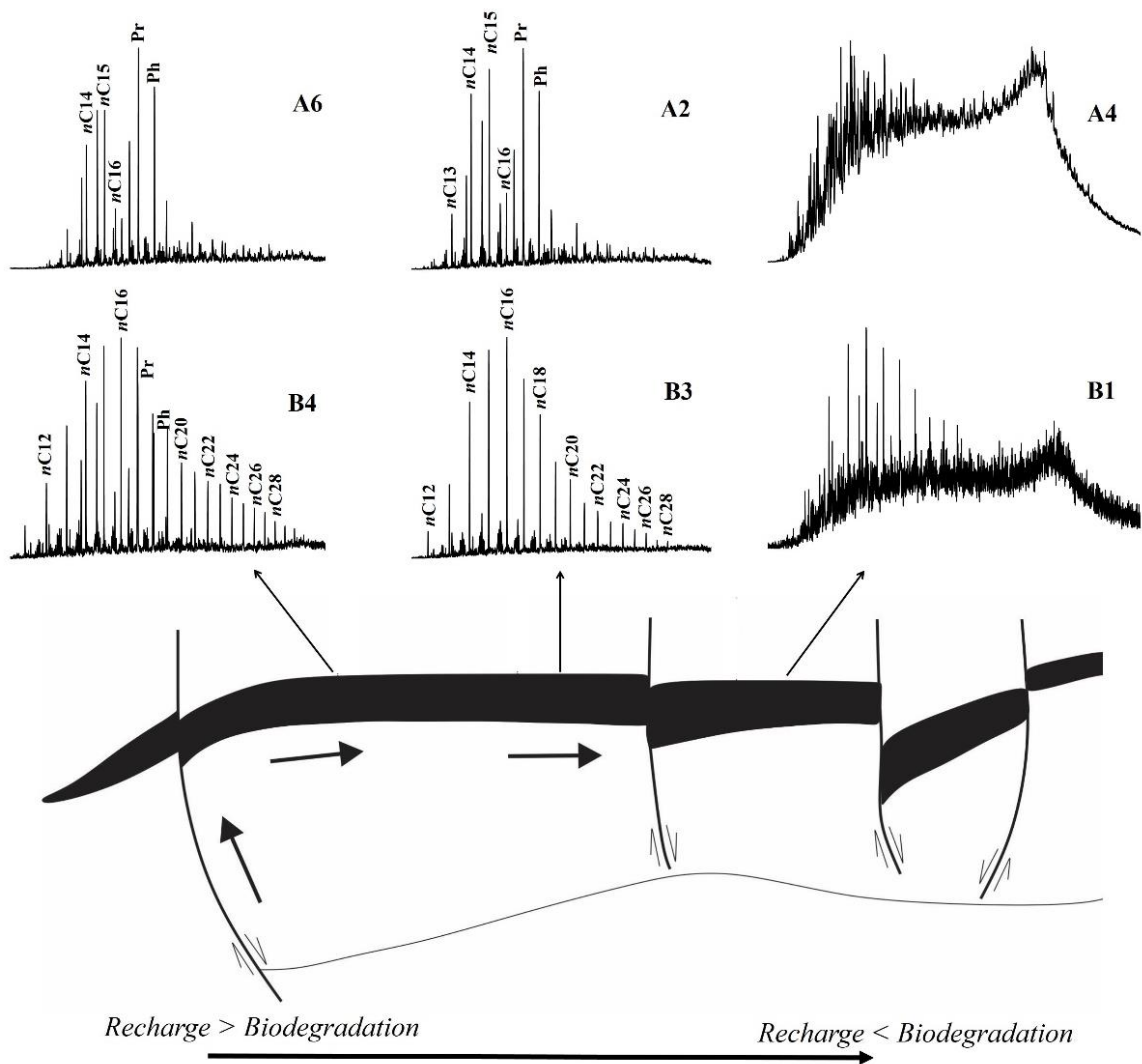 nC14
nC15
nC16
Pr
Ph
A6
nC13
nC14
nC15
nC16
Pr
Ph
A2
A4
nC12
nC14
nC16
Pr
Ph
nC20
nC22
nC24
nC26
nC28
B4
nC12
nC14
nC16
nC18
nC20
nC22
nC24
nC26
nC28
B3
B1
Recharge > Biodegradation
Recharge < Biodegradation